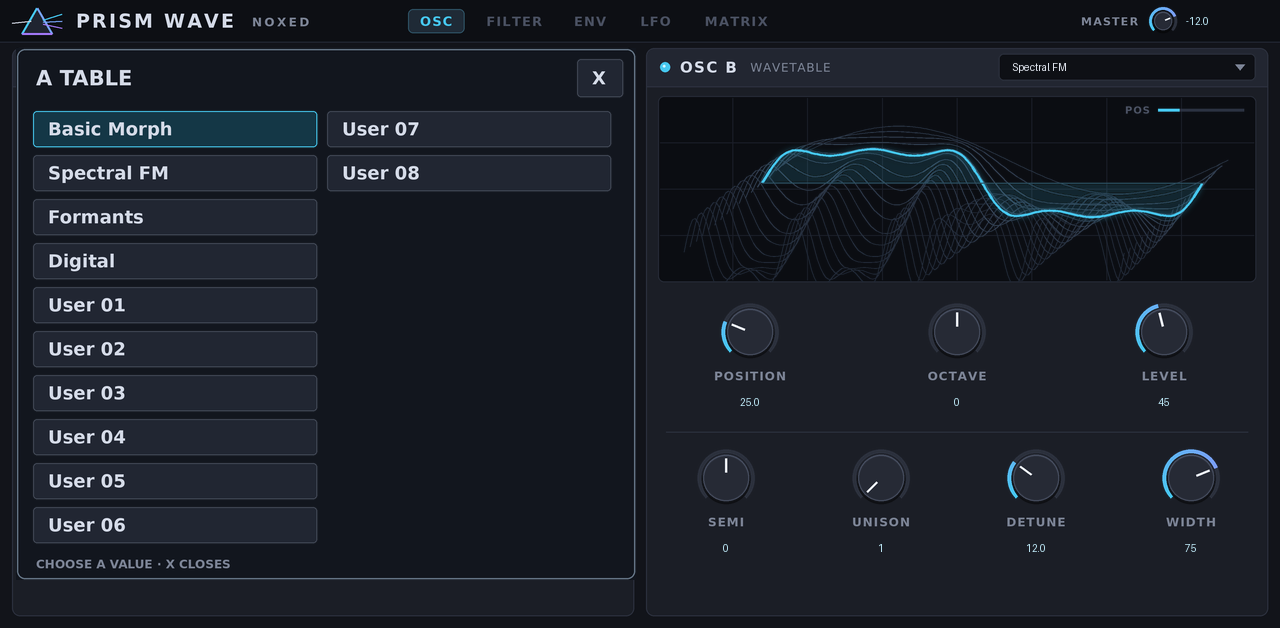 PRISM WAVE NOXED
OSC FILTER ENV LFO MATRIX
MASTER -12.0
A TABLE
X
Basic Morph
Spectral FM
Formants
Digital
User 01
User 02
User 03
User 04
User 05
User 06
User 07
User 08
CHOOSE A VALUE · X CLOSES
OSC B WAVETABLE
Spectral FM
POS
POSITION OCTAVE LEVEL
25.0 0 45
SEMI UNISON DETUNE WIDTH
0 1 12.0 75